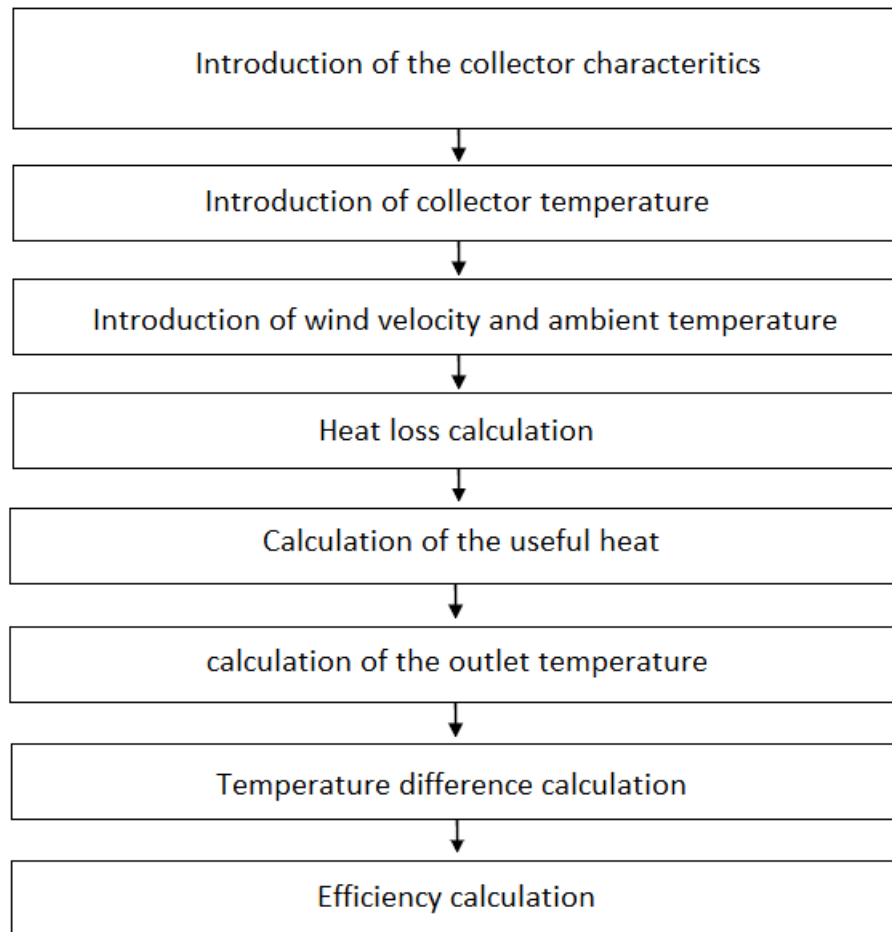 Introduction of the collector characteritics
Introduction of collector temperature
Introduction of wind velocity and ambient temperature
Heat loss calculation
Calculation of the useful heat
calculation of the outlet temperature
Temperature difference calculation
Efficiency calculation